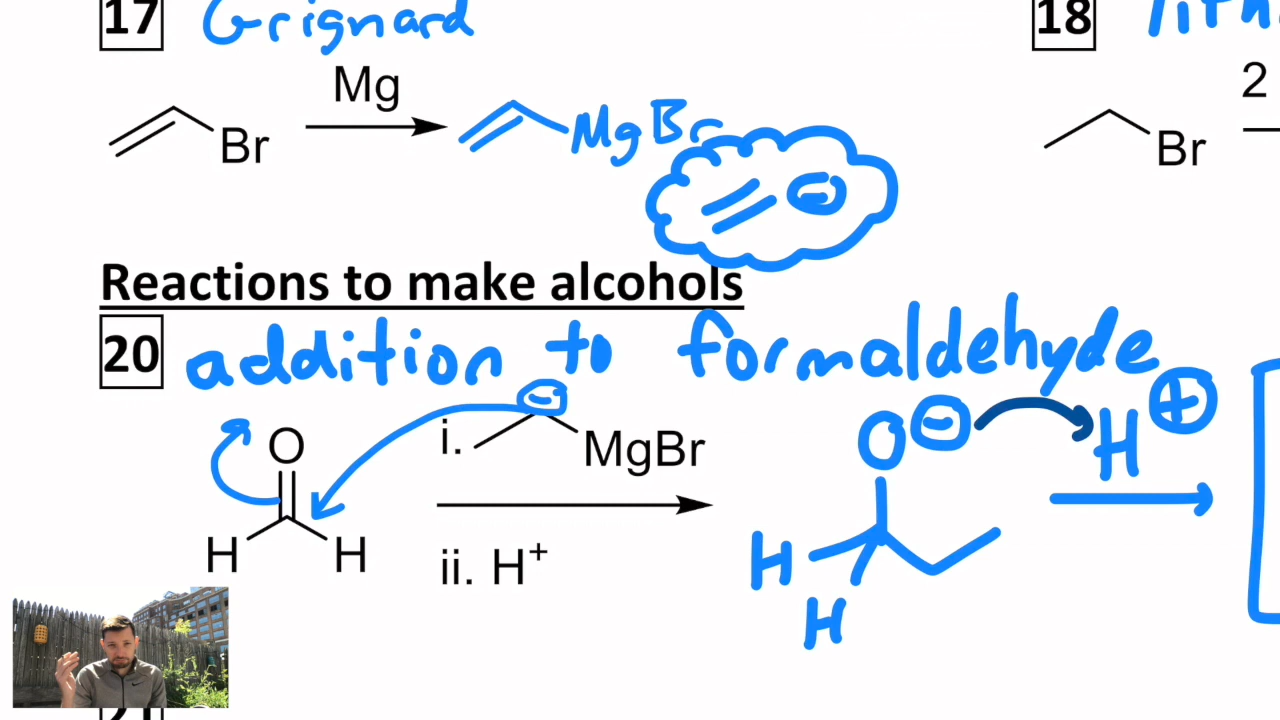 17 Grignard
18
Mg
2
Br
MgBr
Br
Reactions to make alcohols
20 addition to formaldehyde
O
i.
MgBr
O
H
+
H H
ii. H+
H
H